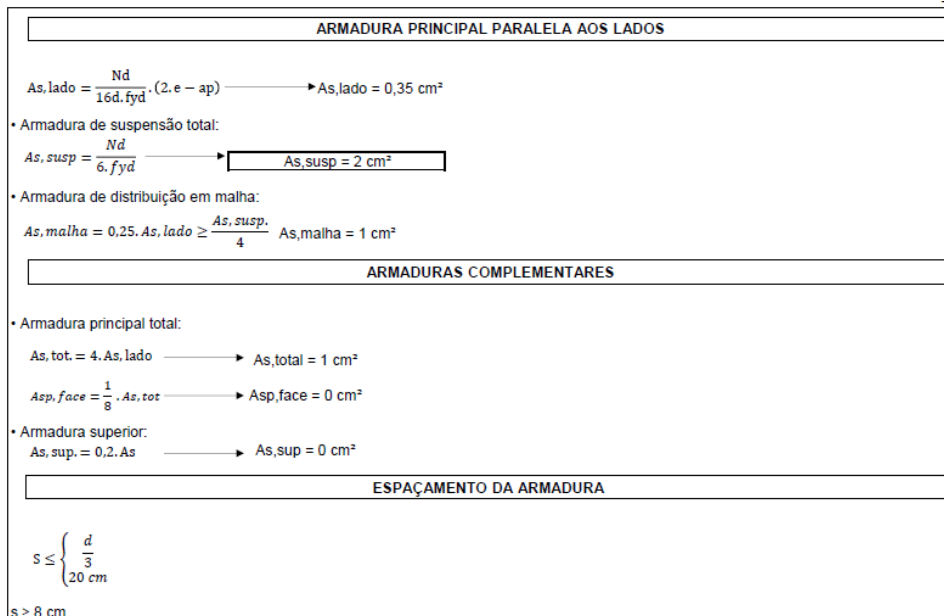 ARMADURA PRINCIPAL PARALELA AOS LADOS
As, lado = Nd/16d.fyd . (2.e − ap) → As,lado = 0,35 cm²
• Armadura de suspensão total:
As, susp = Nd/6.fyd → As,susp = 2 cm²
• Armadura de distribuição em malha:
As, malha = 0,25. As, lado ≥ As, susp./4 As,malha = 1 cm²
ARMADURAS COMPLEMENTARES
• Armadura principal total:
As, tot. = 4. As, lado → As,total = 1 cm²
Asp, face = 1/8 . As, tot → Asp,face = 0 cm²
• Armadura superior:
As, sup. = 0,2. As → As,sup = 0 cm²
ESPAÇAMENTO DA ARMADURA
S ≤ { d/3
20 cm
s ≥ 8 cm